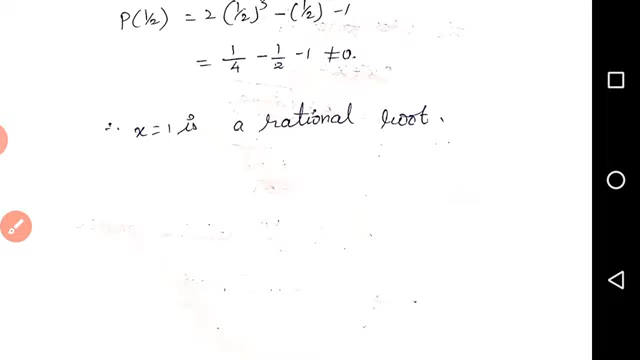 P(1/2) = 2(1/2)³ - (1/2) - 1
= 1/4 - 1/2 - 1 ≠ 0.
∴ x = 1 is a rational root.